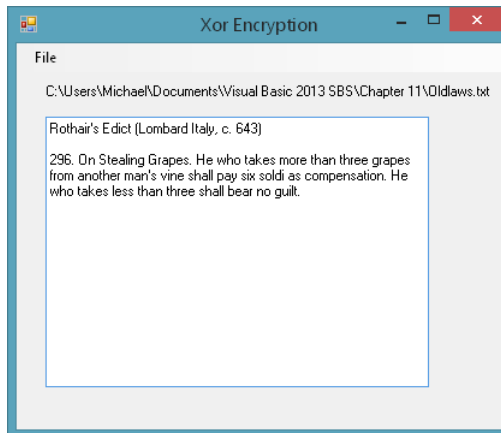 Xor Encryption
File
C:\Users\Michael\Documents\Visual Basic 2013 SBS\Chapter 11\Oldlaws.txt
Rothair's Edict (Lombard Italy, c. 643)
296. On Stealing Grapes. He who takes more than three grapes
from another man's vine shall pay six soldi as compensation. He
who takes less than three shall bear no guilt.